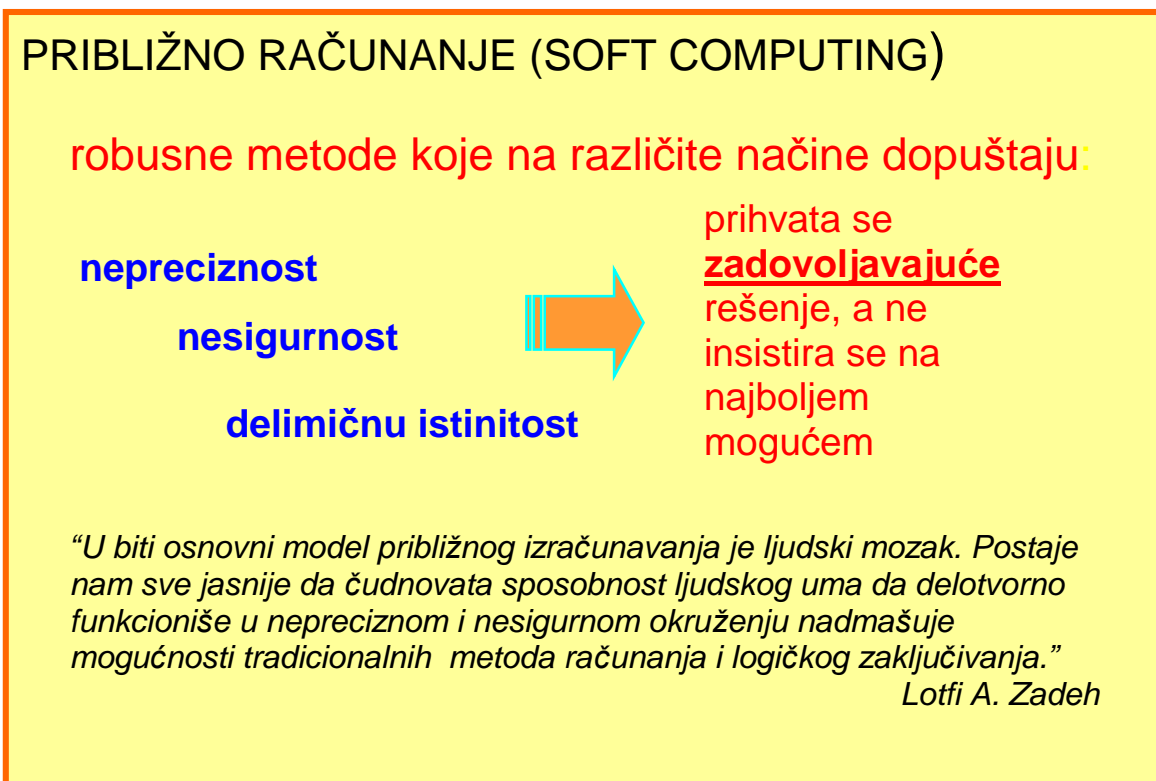 PRIBLIŽNO RAČUNANJE (SOFT COMPUTING)
robusne metode koje na različite načine dopuštaju:
nepreciznost
nesigurnost
delimičnu istinitost
prihvata se
zadovoljavajuće
rešenje, a ne
insistira se na
najboljem
mogućem
“U biti osnovni model približnog izračunavanja je ljudski mozak. Postaje
nam sve jasnije da čudnovata sposobnost ljudskog uma da delotvorno
funkcioniše u nepreciznom i nesigurnom okruženju nadmašuje
mogućnosti tradicionalnih metoda računanja i logičkog zaključivanja.”
Lotfi A. Zadeh